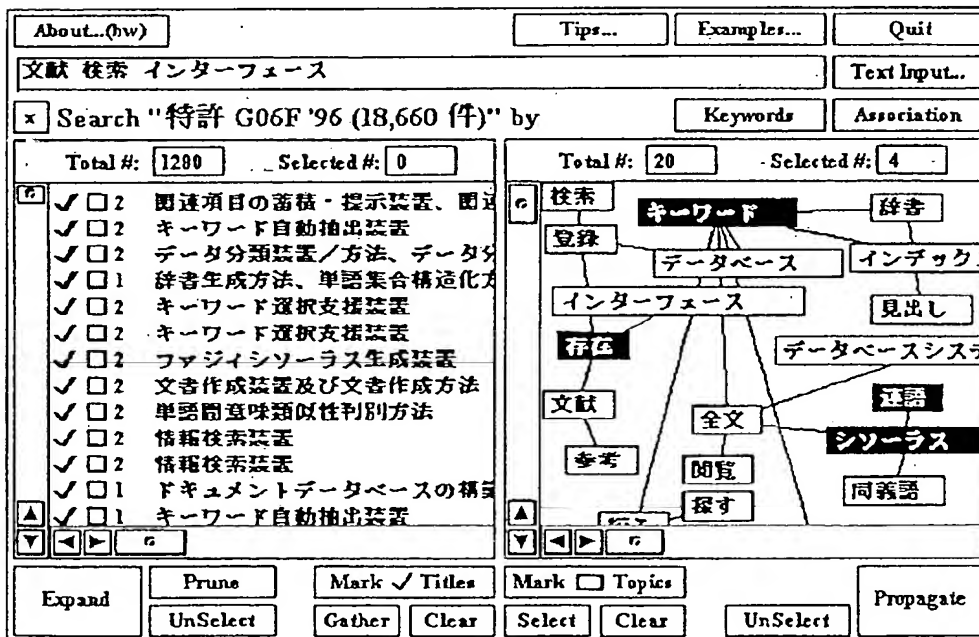 About...(hw) Tips... Examples... Quit
文献 検索 インターフェース Text Input...
x Search "特許 G06F '96 (18,660 件)" by Keywords Association
Total #: 1280 Selected #: 0
2 関連項目の蓄積・提示装置、関連
2 キーワード自動抽出装置
2 データ分類装置/方法、データ分
1 辞書生成方法、単語集合構造化方
2 キーワード選択支援装置
2 キーワード選択支援装置
2 ファジィシソーラス生成装置
2 文書作成装置及び文書作成方法
2 単語間意味類似性判別方法
2 情報検索装置
2 情報検索装置
1 ドキュメントデータベースの構築
1 キーワード自動抽出装置
Total #: 20 Selected #: 4
検索
キーワード
辞書
登録
データベース
インデック
インターフェース
見出し
存在
データベースシステ
文献
全文
連語
シソーラス
参考
閲覧
同義語
探す
Expand Prune Mark ✓ Titles Mark □ Topics Propagate
UnSelect Gather Clear Select Clear UnSelect